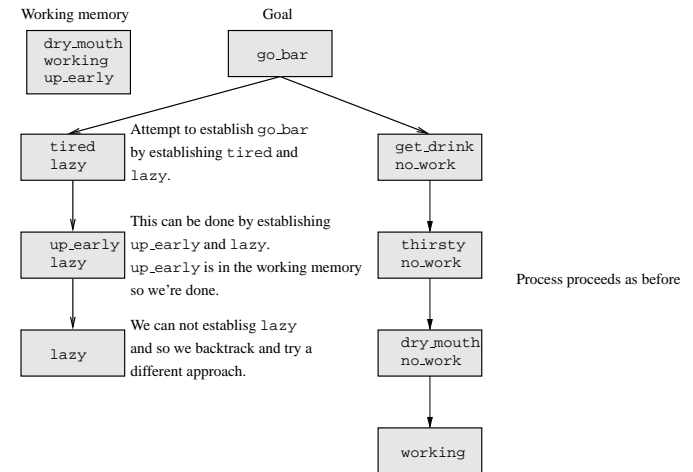 Working memory
Goal
dry_mouth
working
up_early
go_bar
tired
lazy
Attempt to establish go_bar
by establishing tired and
lazy.
get_drink
no_work
up_early
lazy
This can be done by establishing
up_early and lazy.
up_early is in the working memory
so we're done.
thirsty
no_work
Process proceeds as before
lazy
We can not establisg lazy
and so we backtrack and try a
different approach.
dry_mouth
no_work
working